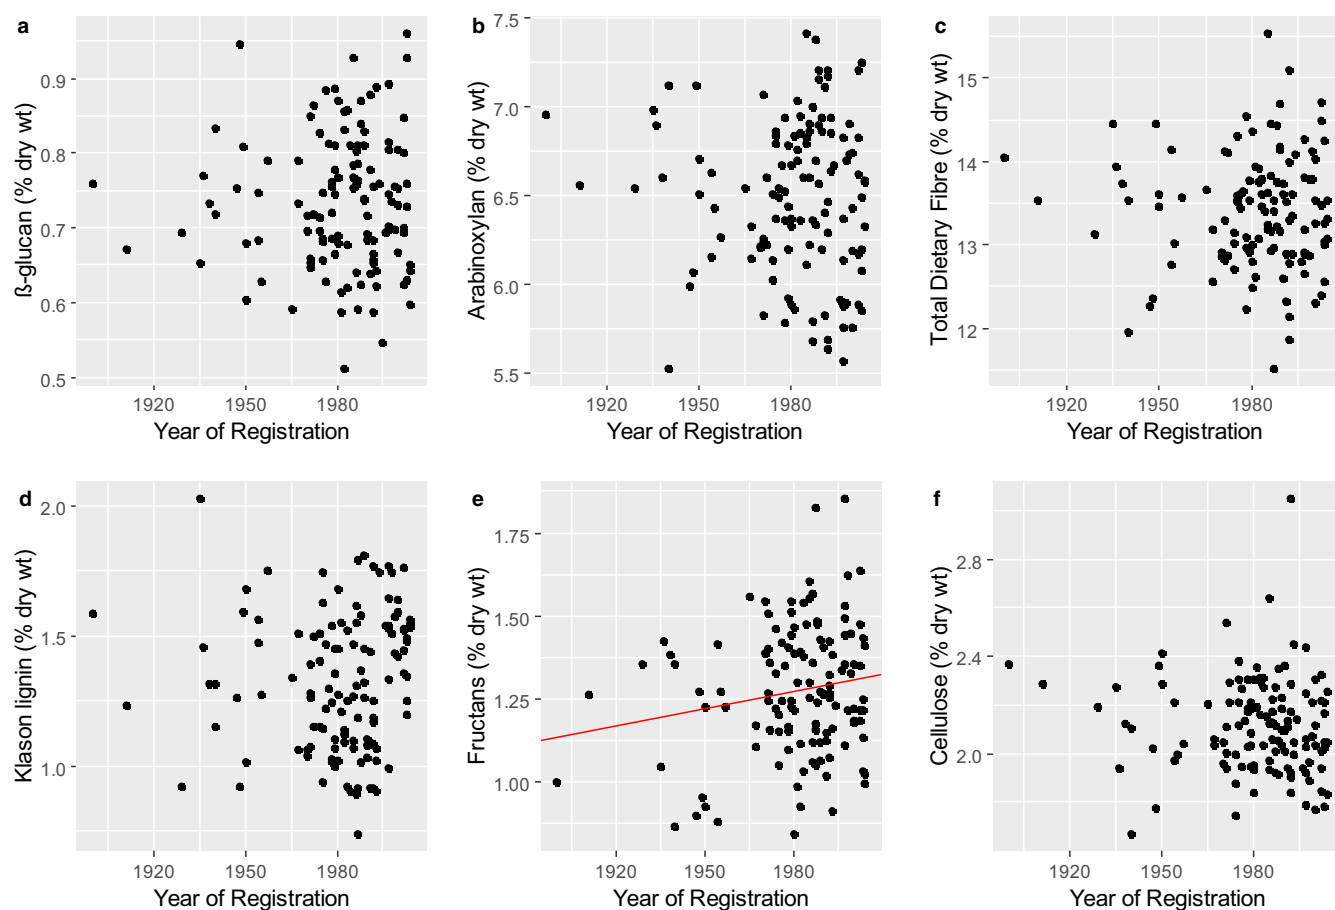 a
ß-glucan (% dry wt)
0.9
0.8
0.7
0.6
0.5
1920 1950 1980
Year of Registration
b
Arabinoxylan (% dry wt)
7.5
7.0
6.5
6.0
5.5
1920 1950 1980
Year of Registration
c
Total Dietary Fibre (% dry wt)
15
14
13
12
1920 1950 1980
Year of Registration
d
Klason lignin (% dry wt)
2.0
1.5
1.0
1920 1950 1980
Year of Registration
e
Fructans (% dry wt)
1.75
1.50
1.25
1.00
1920 1950 1980
Year of Registration
f
Cellulose (% dry wt)
2.8
2.4
2.0
1920 1950 1980
Year of Registration